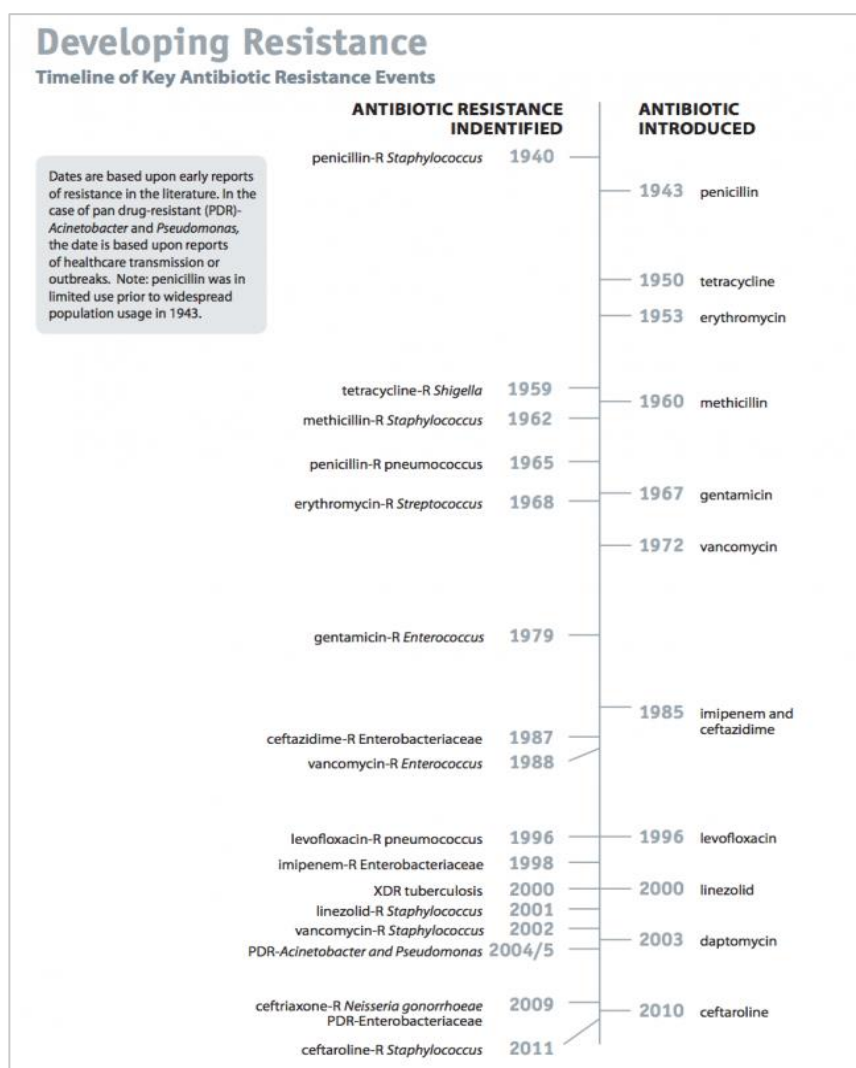 Developing Resistance
Timeline of Key Antibiotic Resistance Events
ANTIBIOTIC RESISTANCE
INDENTIFIED
ANTIBIOTIC
INTRODUCED
Dates are based upon early reports
of resistance in the literature. In the
case of pan drug-resistant (PDR)-
Acinetobacter and Pseudomonas,
the date is based upon reports
of healthcare transmission or
outbreaks. Note: penicillin was in
limited use prior to widespread
population usage in 1943.
penicillin-R Staphylococcus 1940
1943 penicillin
1950 tetracycline
1953 erythromycin
tetracycline-R Shigella 1959
1960 methicillin
methicillin-R Staphylococcus 1962
penicillin-R pneumococcus 1965
1967 gentamicin
erythromycin-R Streptococcus 1968
1972 vancomycin
gentamicin-R Enterococcus 1979
1985 imipenem and
ceftazidime
ceftazidime-R Enterobacteriaceae 1987
vancomycin-R Enterococcus 1988
levofloxacin-R pneumococcus 1996
1996 levofloxacin
imipenem-R Enterobacteriaceae 1998
XDR tuberculosis 2000
2000 linezolid
linezolid-R Staphylococcus 2001
vancomycin-R Staphylococcus 2002
2003 daptomycin
PDR-Acinetobacter and Pseudomonas 2004/5
ceftriaxone-R Neisseria gonorrhoeae 2009
PDR-Enterobacteriaceae
2010 ceftaroline
ceftaroline-R Staphylococcus 2011